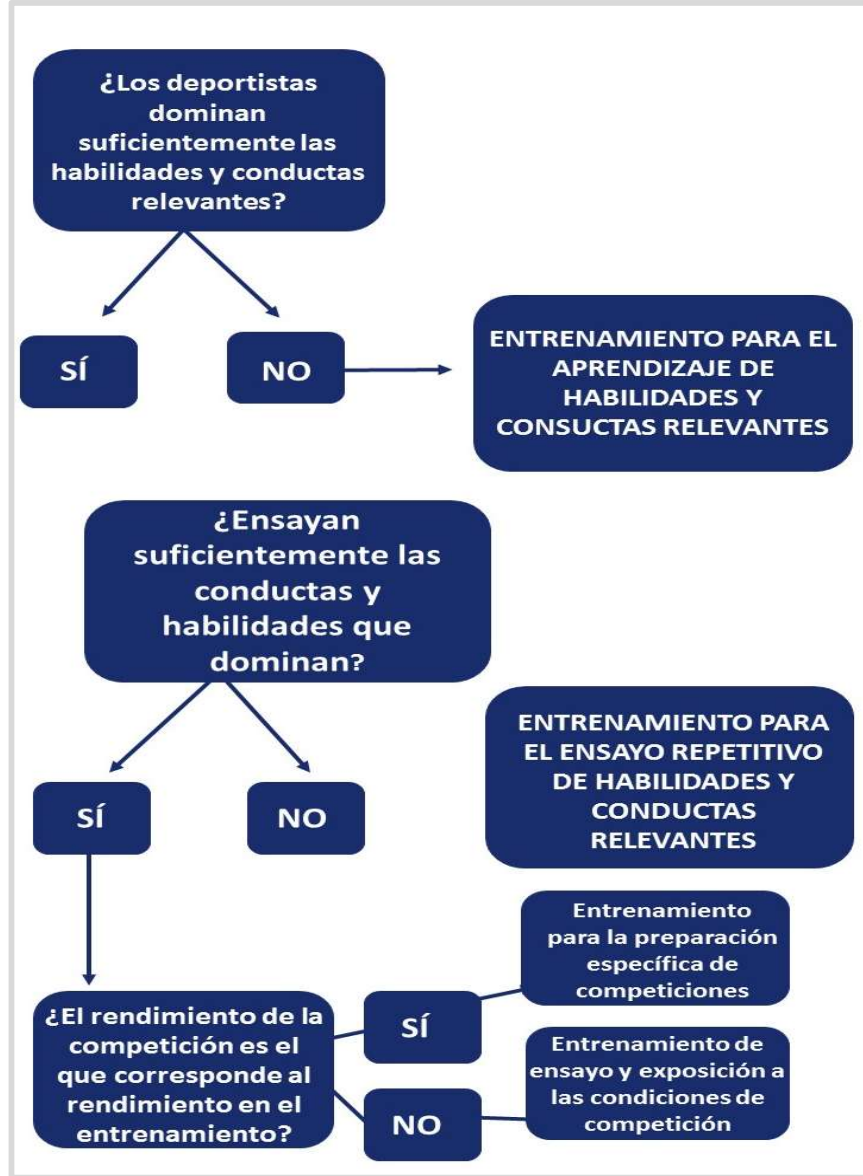 ¿Los deportistas
dominan
suficientemente las
habilidades y conductas
relevantes?
SÍ
NO
ENTRENAMIENTO PARA EL
APRENDIZAJE DE
HABILIDADES Y
CONSUCTAS RELEVANTES
¿Ensayan
suficientemente las
conductas y
habilidades que
dominan?
SÍ
NO
ENTRENAMIENTO PARA
EL ENSAYO REPETITIVO
DE HABILIDADES Y
CONDUCTAS
RELEVANTES
¿El rendimiento de la
competición es el
que corresponde al
rendimiento en el
entrenamiento?
SÍ
Entrenamiento
para la preparación
específica de
competiciones
NO
Entrenamiento de
ensayo y exposición a
las condiciones de
competición